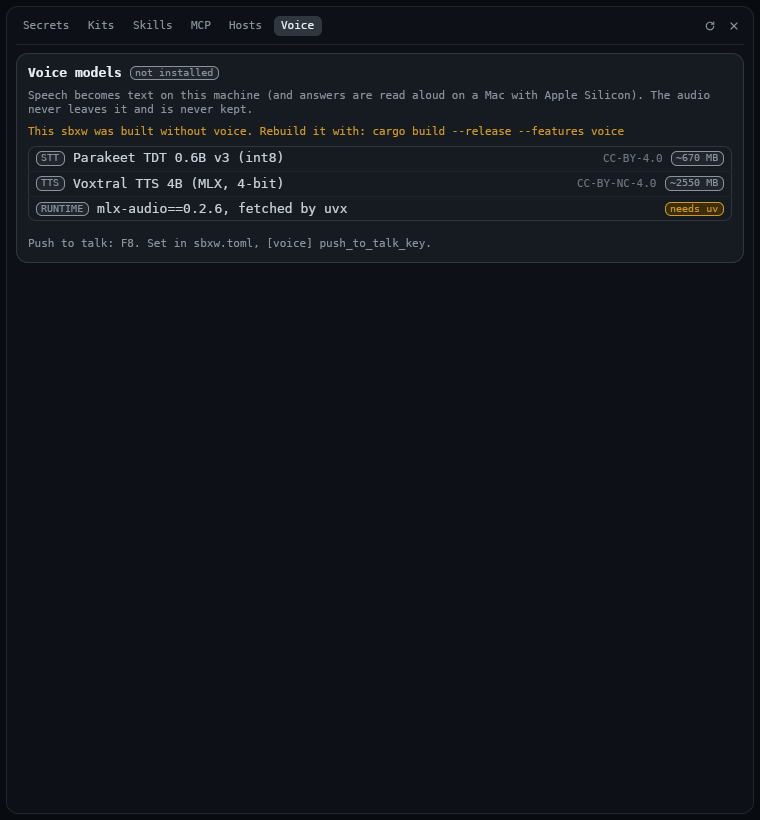 Secrets Kits Skills MCP Hosts Voice
Voice models not installed
Speech becomes text on this machine (and answers are read aloud on a Mac with Apple Silicon). The audio
never leaves it and is never kept.
This sbxw was built without voice. Rebuild it with: cargo build --release --features voice
STT Parakeet TDT 0.6B v3 (int8) CC-BY-4.0 ~670 MB
TTS Voxtral TTS 4B (MLX, 4-bit) CC-BY-NC-4.0 ~2550 MB
RUNTIME mlx-audio==0.2.6, fetched by uvx needs uv
Push to talk: F8. Set in sbxw.toml, [voice] push_to_talk_key.